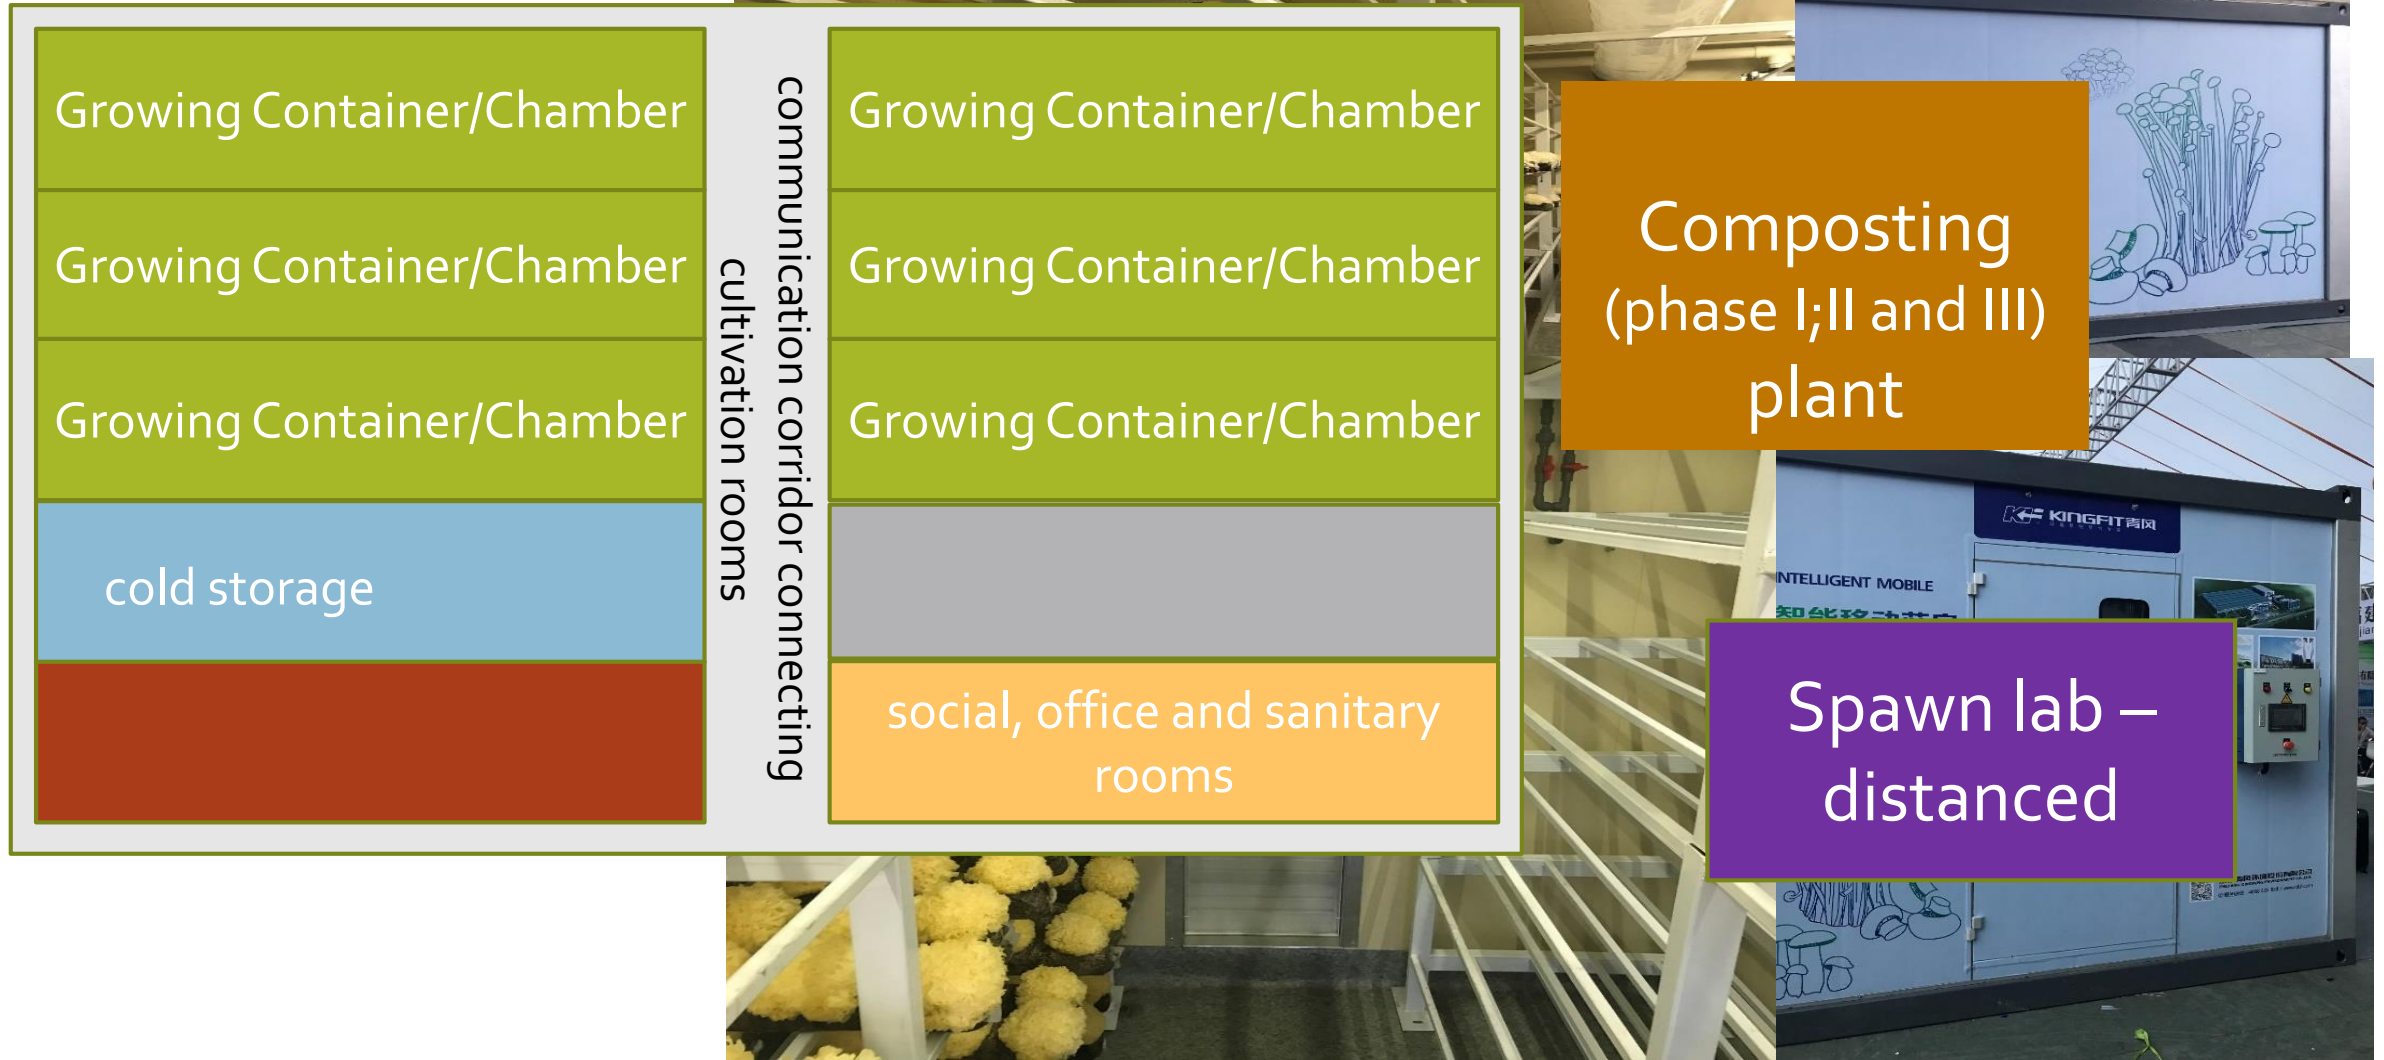 Growing Container/Chamber
Growing Container/Chamber
Growing Container/Chamber
cold storage
communication corridor connecting
cultivation rooms
Growing Container/Chamber
Growing Container/Chamber
Growing Container/Chamber
social, office and sanitary
rooms
Composting
(phase I;II and III)
plant
KINGFIT青风
NTELLIGENT MOBILE
Spawn lab –
distanced